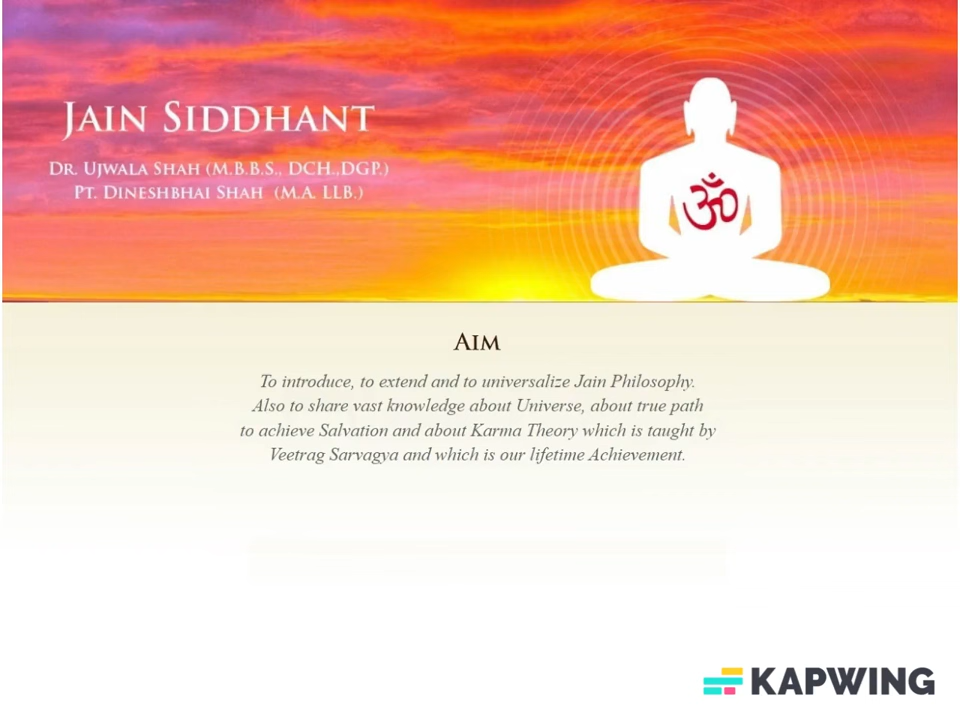 JAIN SIDDHANT
DR. UJWALA SHAH (M.B.B.S., DCH.,DGP.)
PT. DINESHBHAI SHAH (M.A. LLB.)
ॐ
AIM
To introduce, to extend and to universalize Jain Philosophy.
Also to share vast knowledge about Universe, about true path
to achieve Salvation and about Karma Theory which is taught by
Veetrag Sarvagya and which is our lifetime Achievement.
KAPWING